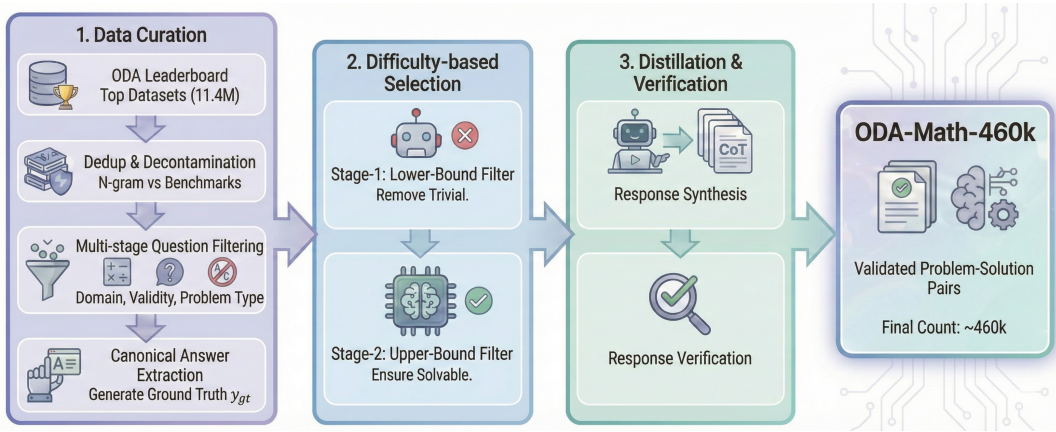 1. Data Curation
ODA Leaderboard
Top Datasets (11.4M)
Dedup & Decontamination
N-gram vs Benchmarks
Multi-stage Question Filtering
Domain, Validity, Problem Type
A=
Canonical Answer
Extraction
Generate Ground Truth y_gt
2. Difficulty-based
Selection
Stage-1: Lower-Bound Filter
Remove Trivial.
Stage-2: Upper-Bound Filter
Ensure Solvable.
3. Distillation &
Verification
CoT
Response Synthesis
Response Verification
ODA-Math-460k
Validated Problem-Solution
Pairs
Final Count: ~460k